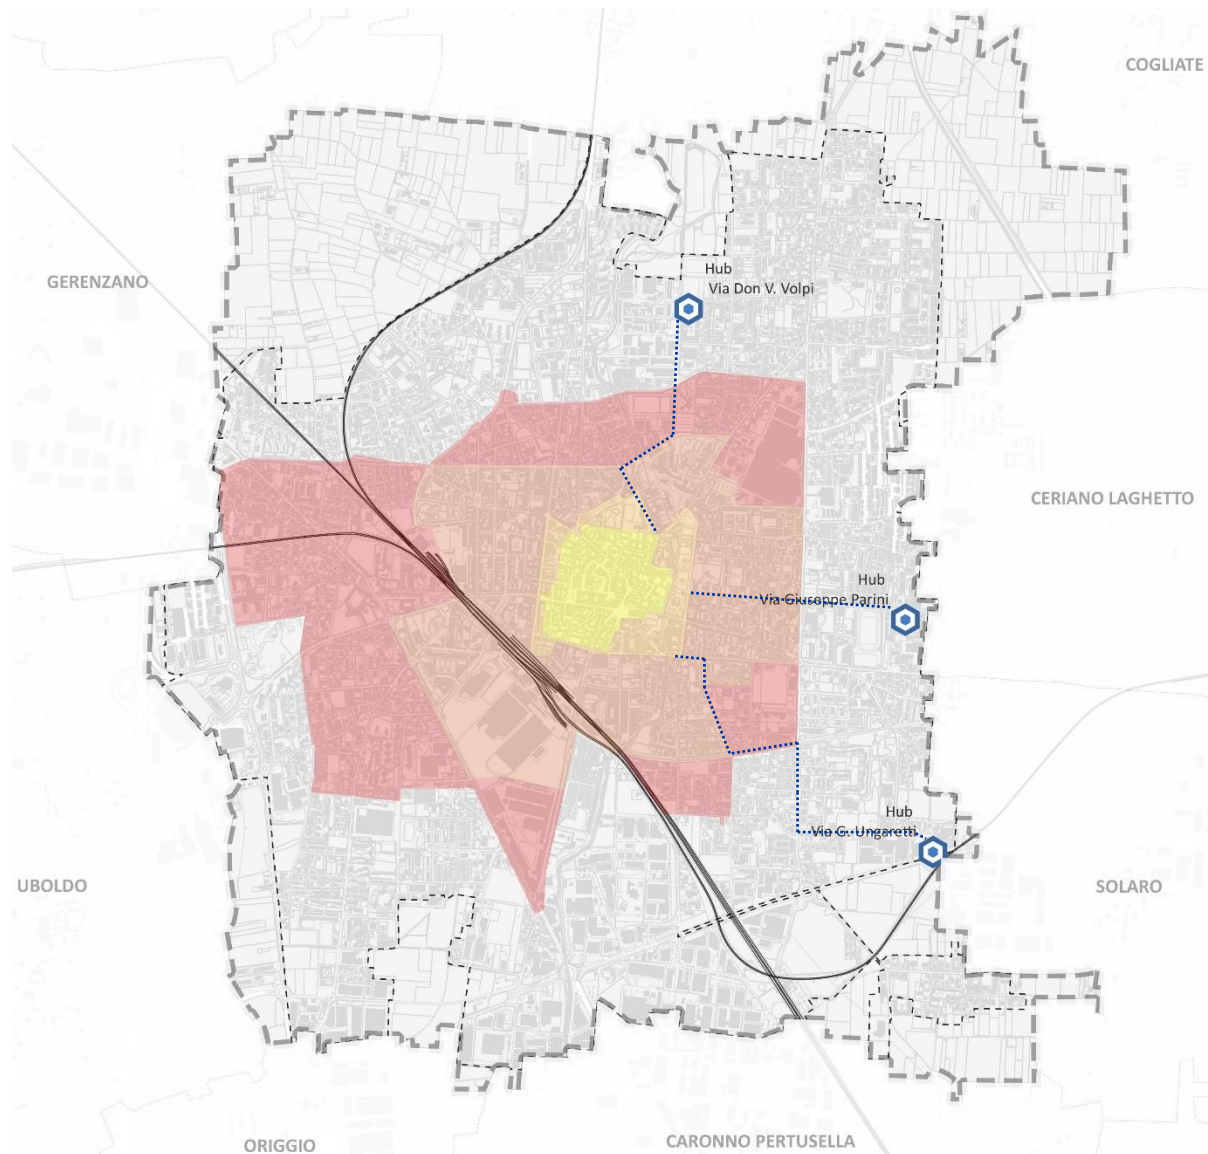 COGLIATE
Hub
Via Don V. Volpi
GERENZANO
CERIANO LAGHETTO
Hub
Via Giuseppe Parini
Hub
Via G. Ungaretti
UBOLDO
SOLARO
CARONNO PERTUSELLA
ORIGGIO